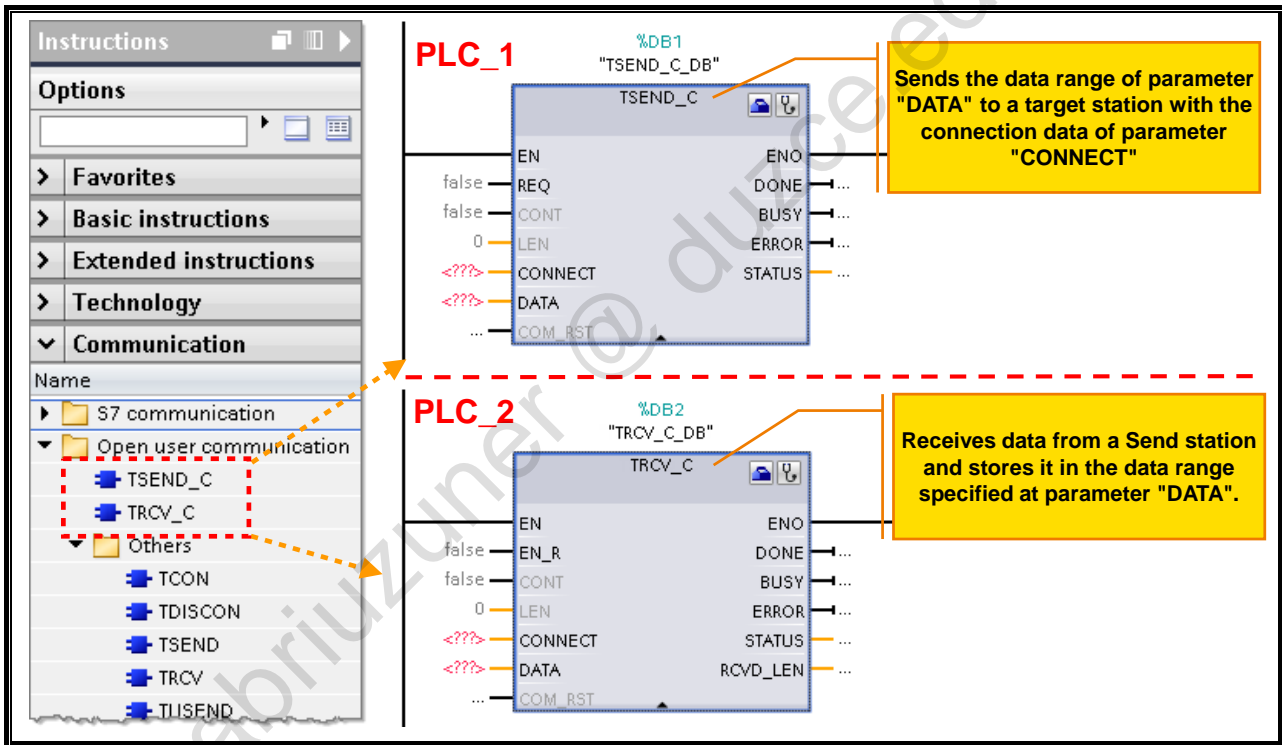 Instructions
Options
Favorites
Basic instructions
Extended instructions
Technology
Communication
Name
S7 communication
Open user communication
TSEND_C
TRCV_C
Others
TCON
TDISCON
TSEND
TRCV
TUSEND
PLC_1
%DB1
"TSEND_C_DB"
TSEND_C
EN
ENO
false
REQ
DONE
...
false
CONT
BUSY
...
0
LEN
ERROR
...
<???>
CONNECT
STATUS
...
<???>
DATA
...
COM_RST
Sends the data range of parameter
"DATA" to a target station with the
connection data of parameter
"CONNECT"
PLC_2
%DB2
"TRCV_C_DB"
TRCV_C
EN
ENO
false
EN_R
DONE
...
false
CONT
BUSY
...
0
LEN
ERROR
...
<???>
CONNECT
STATUS
...
<???>
DATA
RCVD_LEN
...
...
COM_RST
Receives data from a Send station
and stores it in the data range
specified at parameter "DATA".
abriuzuner @ duzce.ed